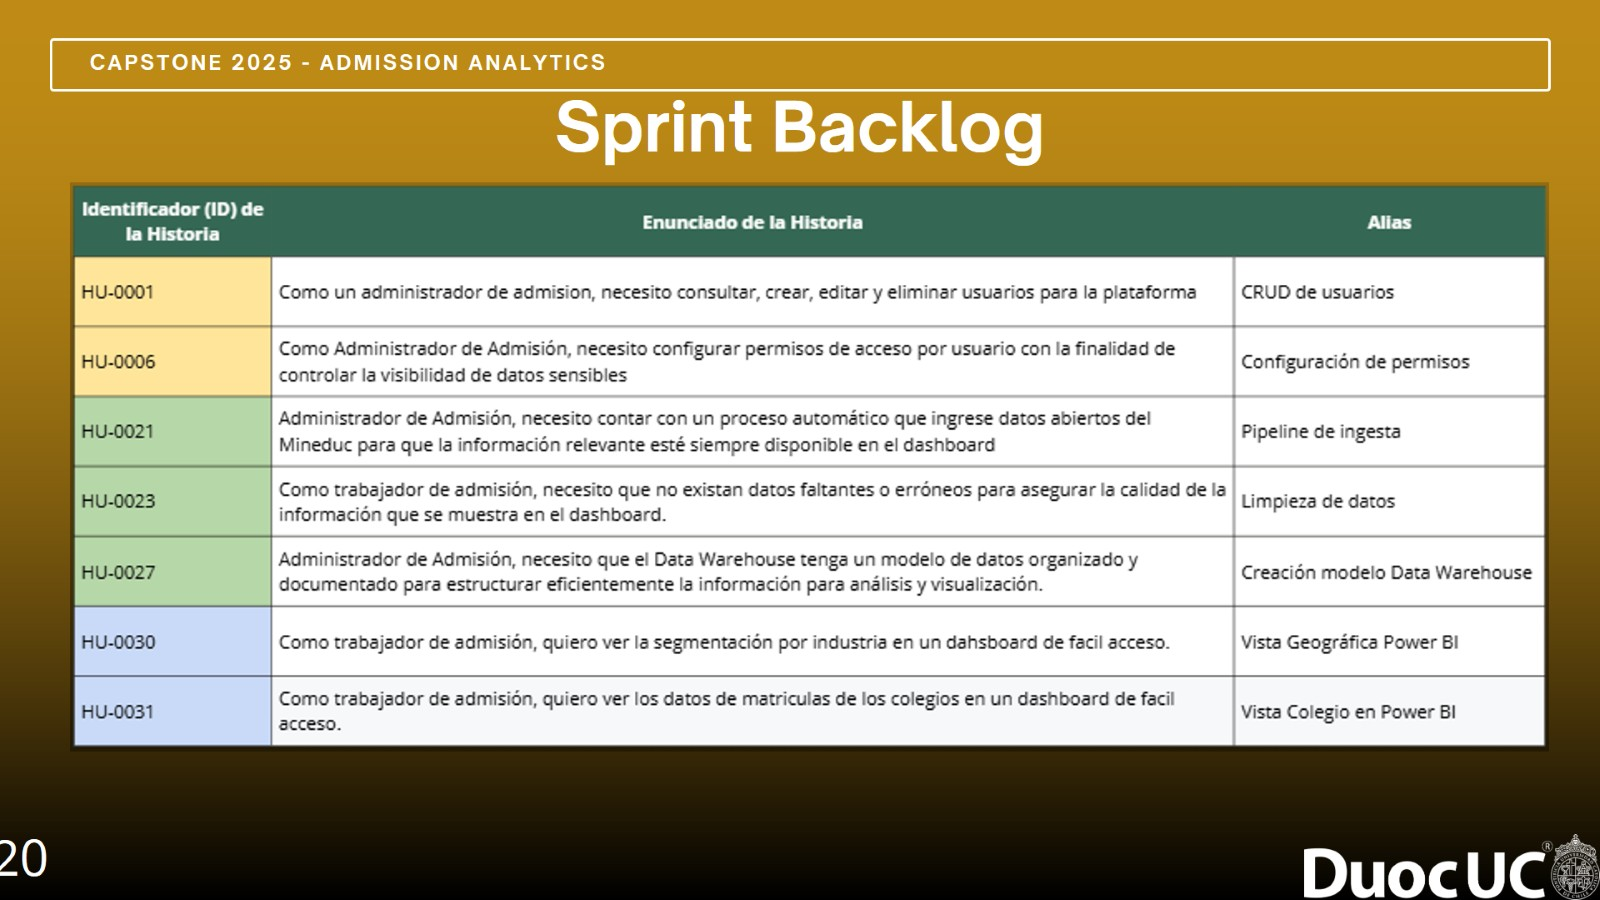 CAPSTONE 2025 - ADMISSION ANALYTICS
Sprint Backlog
Identificador (ID) de
la Historia
Enunciado de la Historia
Alias
HU-0001
Como un administrador de admision, necesito consultar, crear, editar y eliminar usuarios para la plataforma
CRUD de usuarios
HU-0006
Como Administrador de Admisión, necesito configurar permisos de acceso por usuario con la finalidad de
controlar la visibilidad de datos sensibles
Configuración de permisos
HU-0021
Administrador de Admisión, necesito contar con un proceso automático que ingrese datos abiertos del
Mineduc para que la información relevante esté siempre disponible en el dashboard
Pipeline de ingesta
HU-0023
Como trabajador de admisión, necesito que no existan datos faltantes o erróneos para asegurar la calidad de la
información que se muestra en el dashboard.
Limpieza de datos
HU-0027
Administrador de Admisión, necesito que el Data Warehouse tenga un modelo de datos organizado y
documentado para estructurar eficientemente la información para análisis y visualización.
Creación modelo Data Warehouse
HU-0030
Como trabajador de admisión, quiero ver la segmentación por industria en un dahsboard de facil acceso.
Vista Geográfica Power BI
HU-0031
Como trabajador de admisión, quiero ver los datos de matriculas de los colegios en un dashboard de facil
acceso.
Vista Colegio en Power BI
20
Duoc UC®